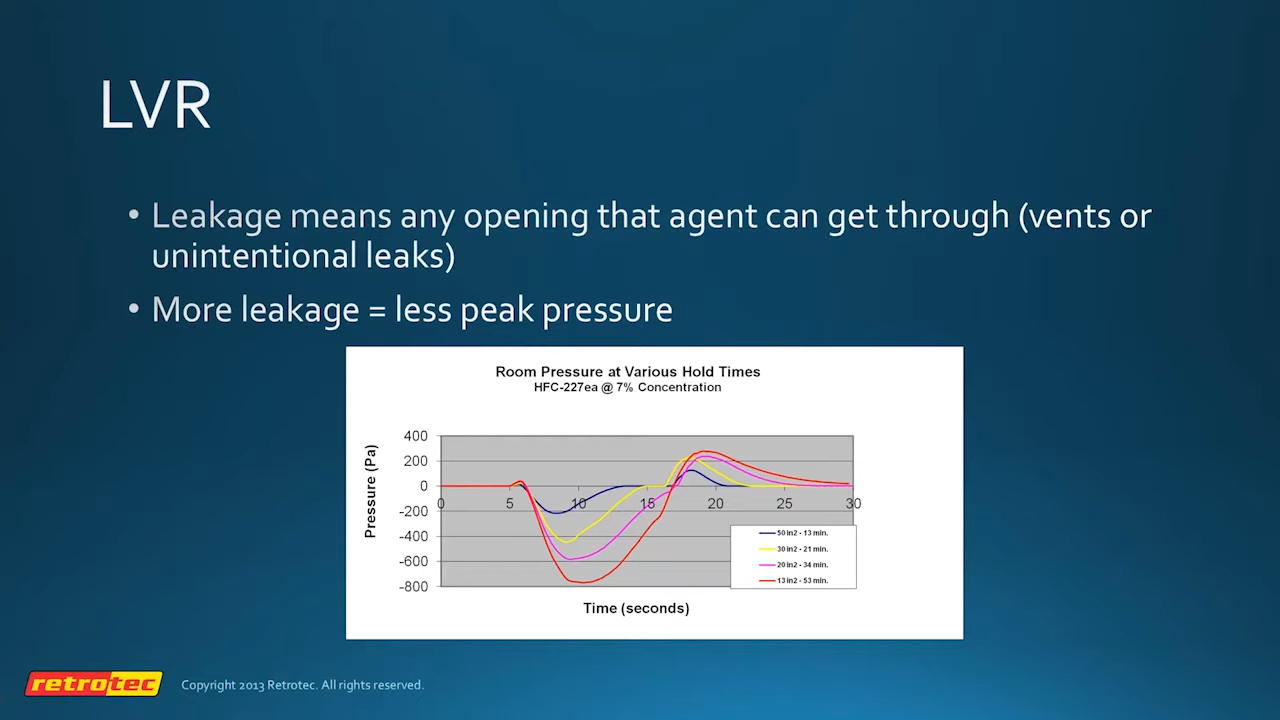 LVR
• Leakage means any opening that agent can get through (vents or
unintentional leaks)
• More leakage = less peak pressure
Room Pressure at Various Hold Times
HFC-227ea @ 7% Concentration
Pressure (Pa)
400
200
0
-200
-400
-600
-800
0 5 10 15 20 25 30
50 in2 - 13 min.
30 in2 - 21 min.
20 in2 - 34 min.
13 in2 - 53 min.
Time (seconds)
retrotec
Copyright 2013 Retrotec. All rights reserved.